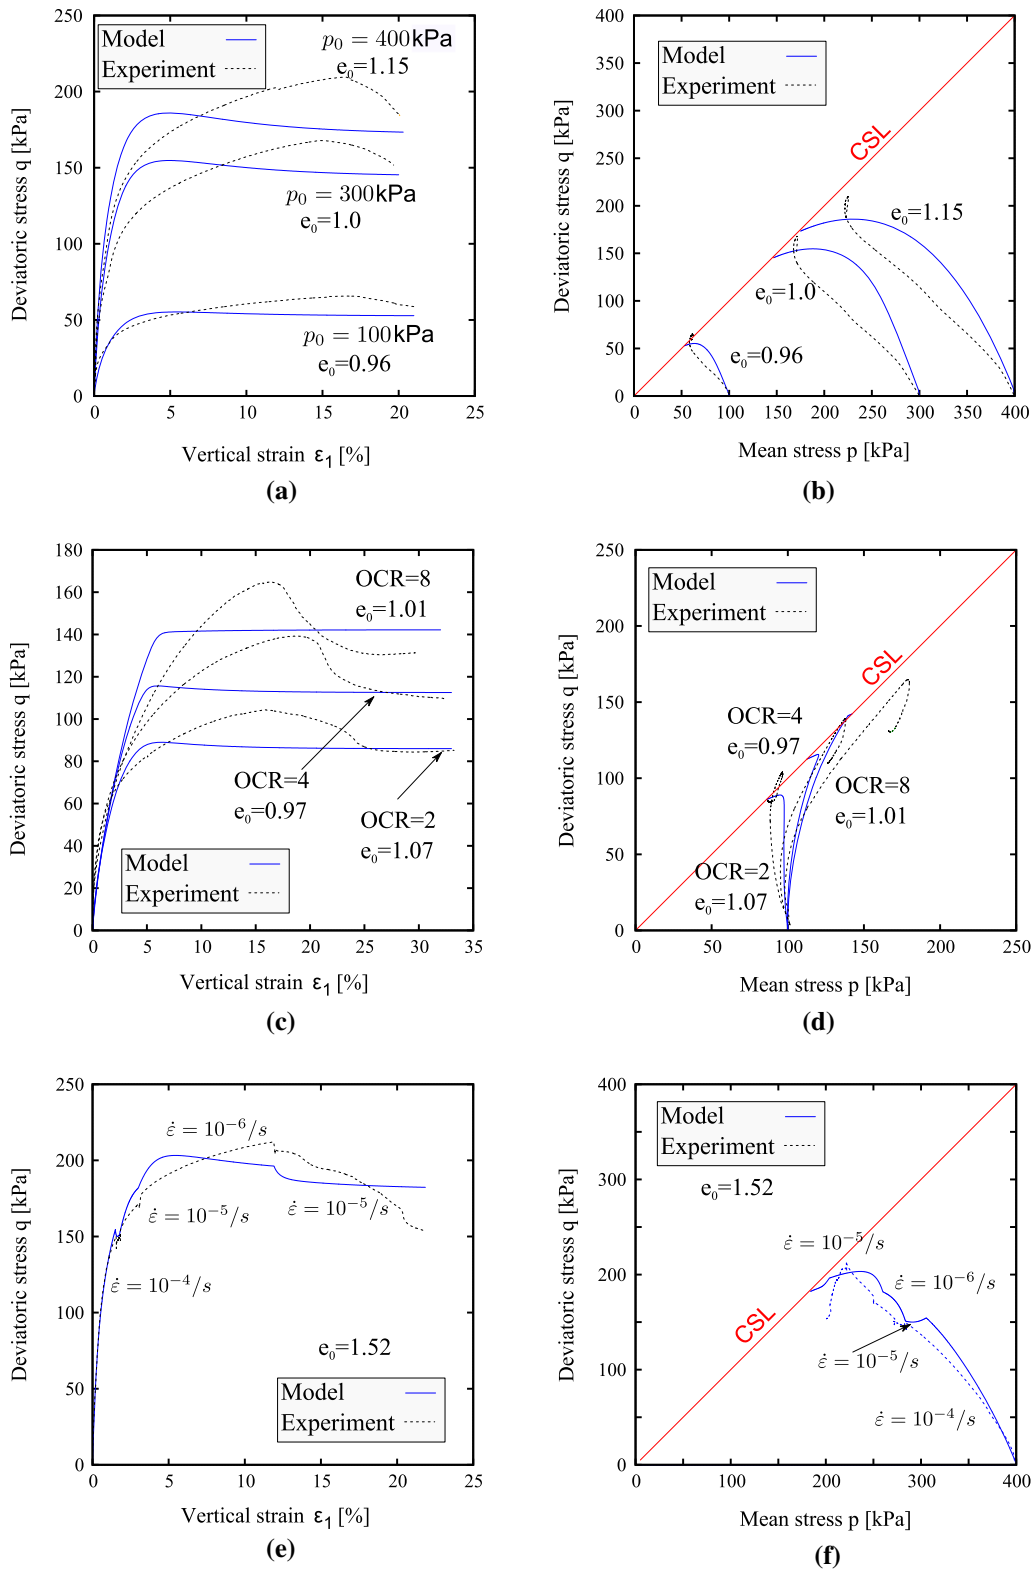 250
200
150
100
50
0
0 5 10 15 20 25
Deviatoric stress q [kPa]
Vertical strain ε₁ [%]
Model
Experiment
p₀ = 400kPa
e₀=1.15
p₀ = 300kPa
e₀=1.0
p₀ = 100kPa
e₀=0.96
(a)
400
350
300
250
200
150
100
50
0
0 50 100 150 200 250 300 350 400
Deviatoric stress q [kPa]
Mean stress p [kPa]
Model
Experiment
CSL
e₀=1.15
e₀=1.0
e₀=0.96
(b)
180
160
140
120
100
80
60
40
20
0
0 5 10 15 20 25 30 35
Deviatoric stress q [kPa]
Vertical strain ε₁ [%]
OCR=8
e₀=1.01
OCR=4
e₀=0.97
OCR=2
e₀=1.07
Model
Experiment
(c)
250
200
150
100
50
0
0 50 100 150 200 250
Deviatoric stress q [kPa]
Mean stress p [kPa]
Model
Experiment
CSL
OCR=4
e₀=0.97
OCR=8
e₀=1.01
OCR=2
e₀=1.07
(d)
250
200
150
100
50
0
0 5 10 15 20 25
Deviatoric stress q [kPa]
Vertical strain ε₁ [%]
ε̇ = 10⁻⁶/s
ε̇ = 10⁻⁵/s
ε̇ = 10⁻⁵/s
ε̇ = 10⁻⁴/s
e₀=1.52
Model
Experiment
(e)
400
300
200
100
0
0 100 200 300 400
Deviatoric stress q [kPa]
Mean stress p [kPa]
Model
Experiment
e₀=1.52
ε̇ = 10⁻⁵/s
ε̇ = 10⁻⁶/s
CSL
ε̇ = 10⁻⁵/s
ε̇ = 10⁻⁴/s
(f)